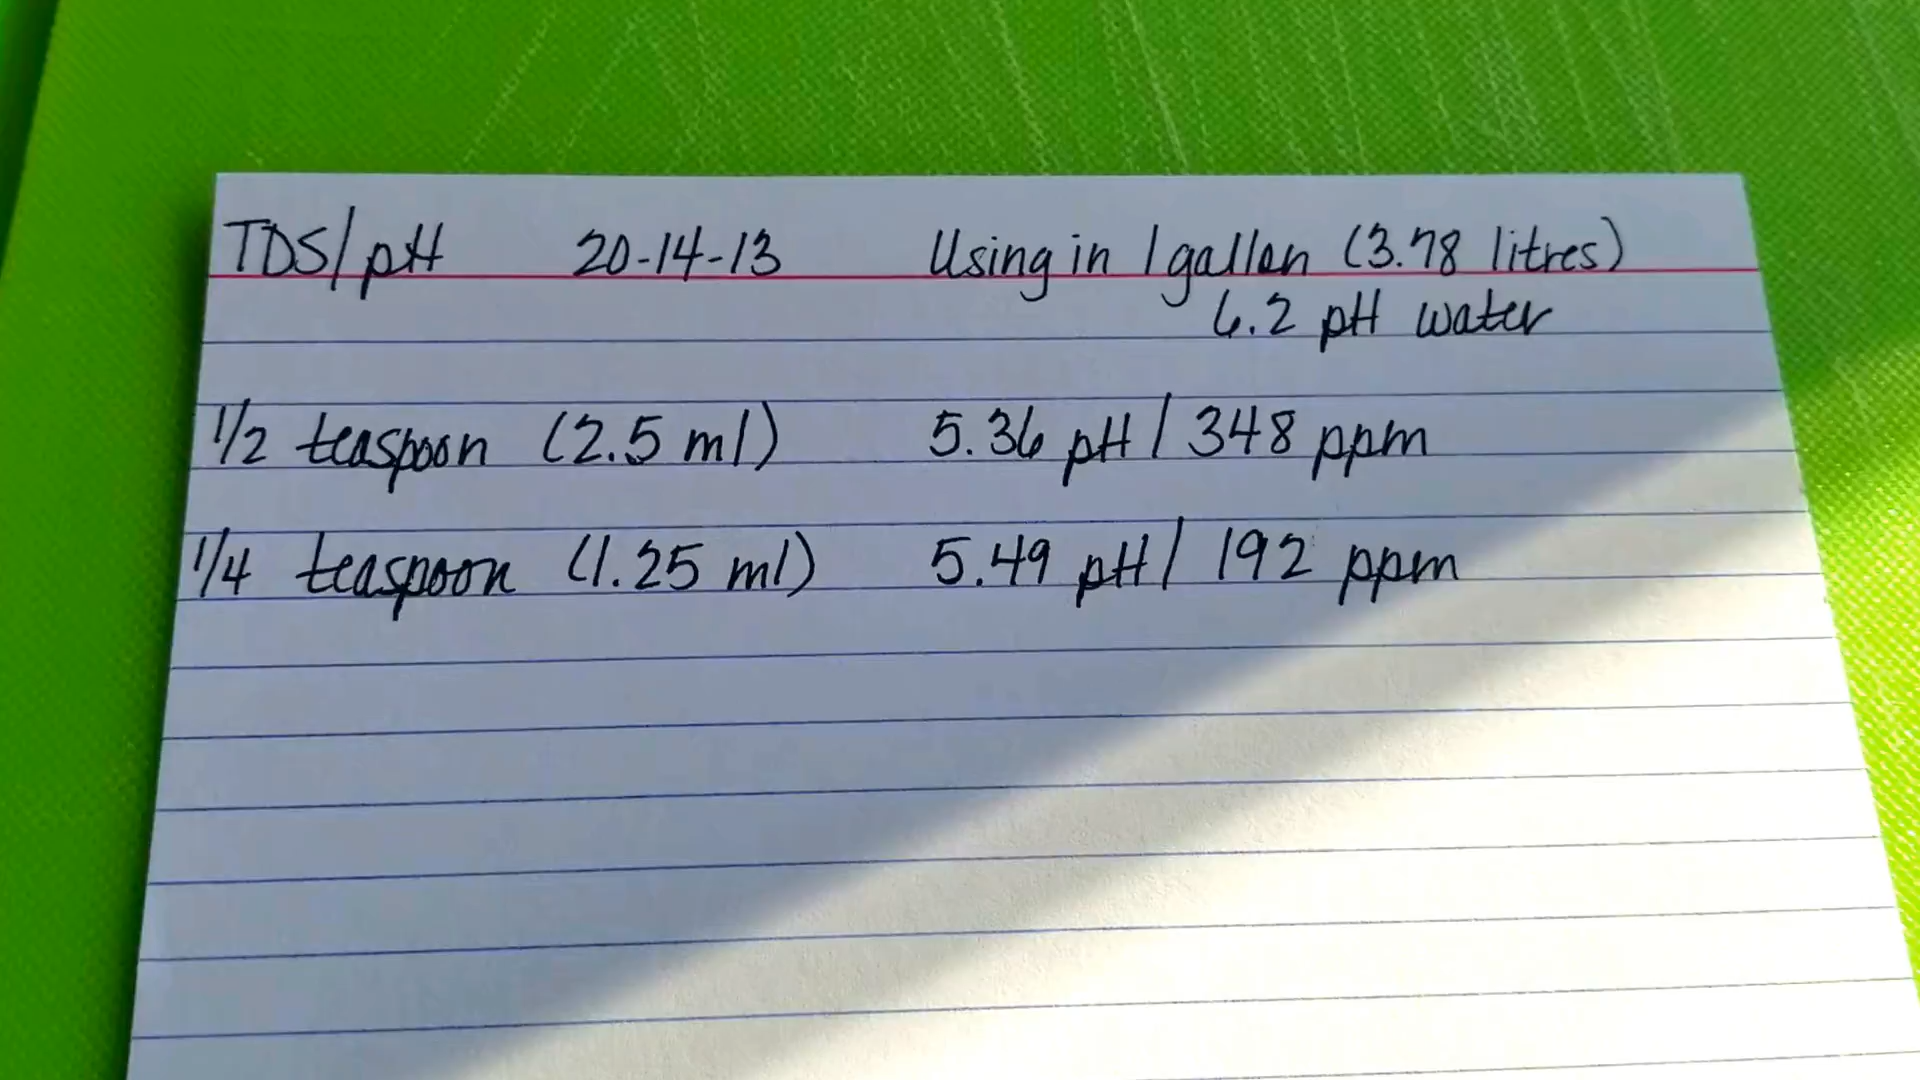 TDS/pH 20-14-13 Using in 1 gallon (3.78 litres)
6.2 pH water
1/2 teaspoon (2.5 ml) 5.36 pH / 348 ppm
1/4 teaspoon (1.25 ml) 5.49 pH / 192 ppm